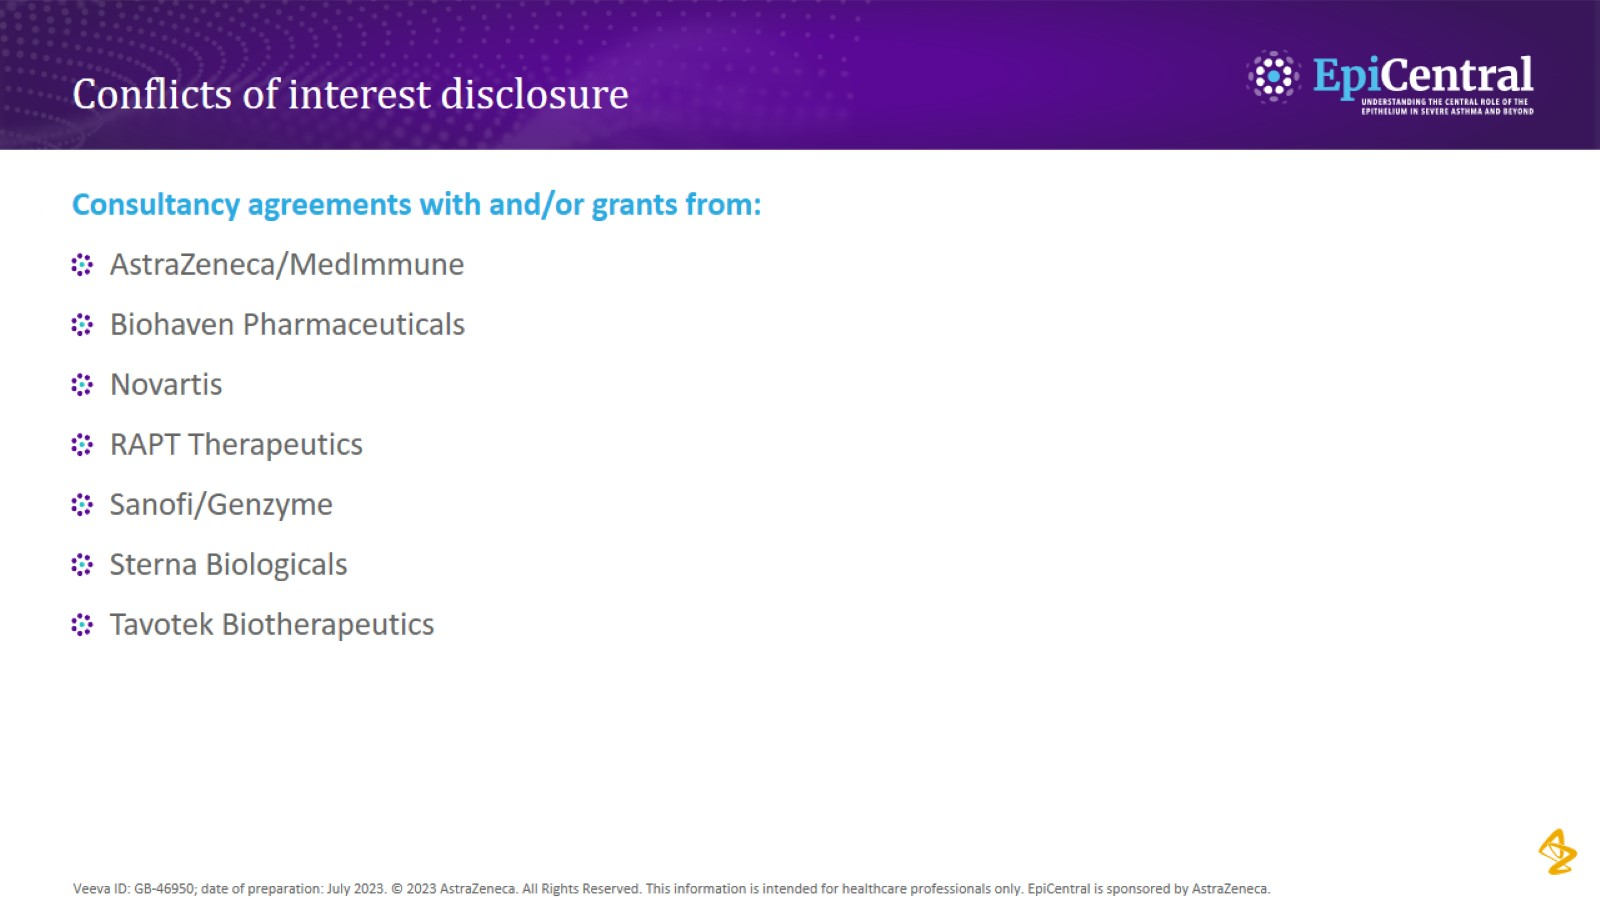 Conflicts of interest disclosure
EpiCentral
UNDERSTANDING THE CENTRAL ROLE OF THE
EPITHELIUM IN SEVERE ASTHMA AND BEYOND
Consultancy agreements with and/or grants from:
AstraZeneca/MedImmune
Biohaven Pharmaceuticals
Novartis
RAPT Therapeutics
Sanofi/Genzyme
Sterna Biologicals
Tavotek Biotherapeutics
Veeva ID: GB-46950; date of preparation: July 2023. © 2023 AstraZeneca. All Rights Reserved. This information is intended for healthcare professionals only. EpiCentral is sponsored by AstraZeneca.